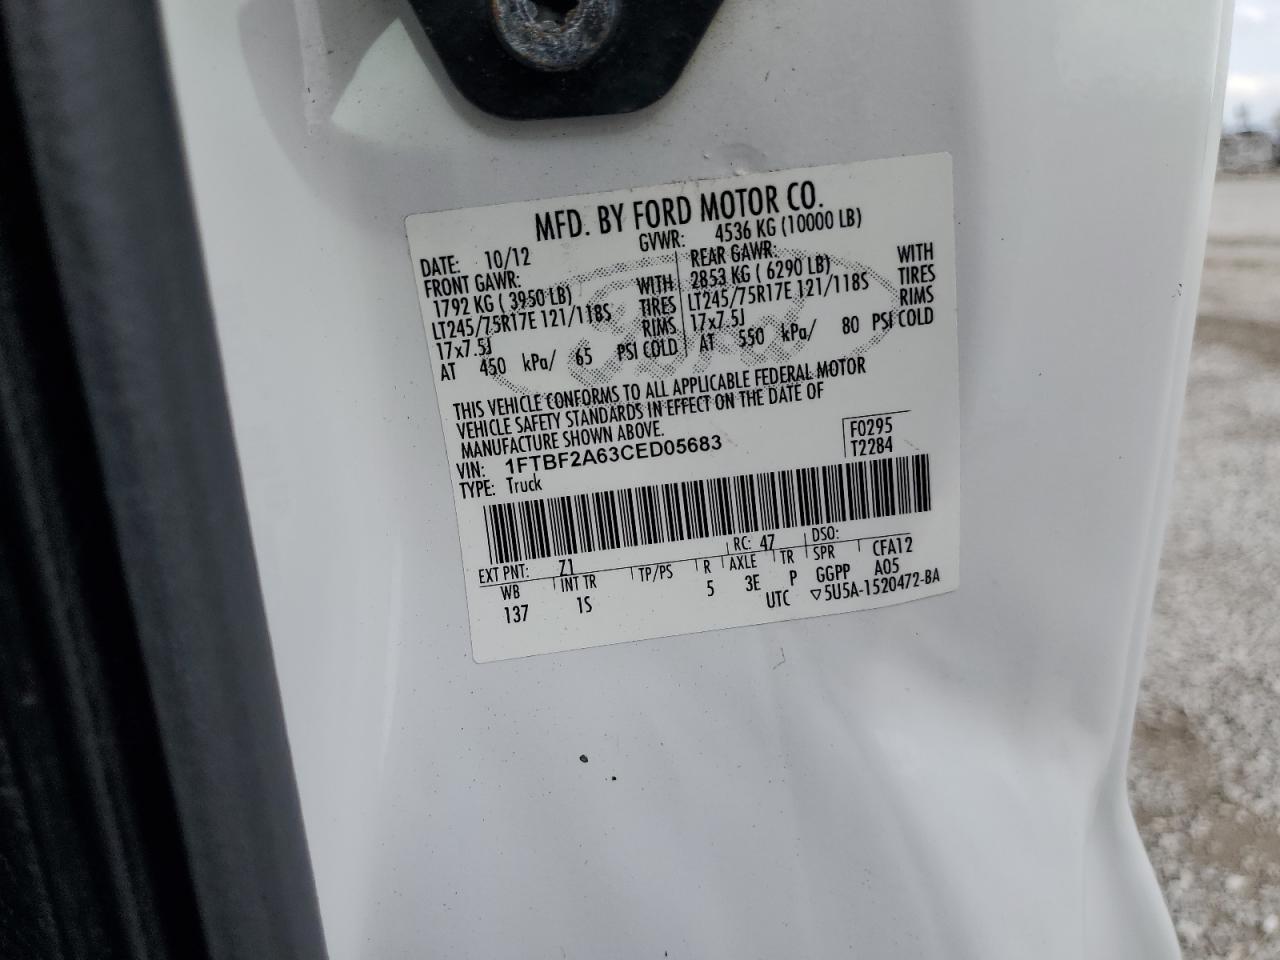 MFD. BY FORD MOTOR CO.
DATE: 10/12 GVWR: 4536 KG (10000 LB)
FRONT GAWR: REAR GAWR:
1792 KG ( 3950 LB) WITH 2853 KG ( 6290 LB) WITH
LT245/75R17E 121/118S TIRES LT245/75R17E 121/118S TIRES
17x7.5J RIMS 17x7.5J RIMS
AT 450 kPa/ 65 PSI COLD AT 550 kPa/ 80 PSI COLD
THIS VEHICLE CONFORMS TO ALL APPLICABLE FEDERAL MOTOR
VEHICLE SAFETY STANDARDS IN EFFECT ON THE DATE OF
MANUFACTURE SHOWN ABOVE.
VIN: 1FTBF2A63CED05683 F0295
TYPE: Truck T2284
EXT PNT: Z1 RC: 47 DSO:
WB INT TR TP/PS R AXLE TR SPR CFA12
137 1S 5 3E P GGPP A05
UTC ▽5U5A-1520472-BA